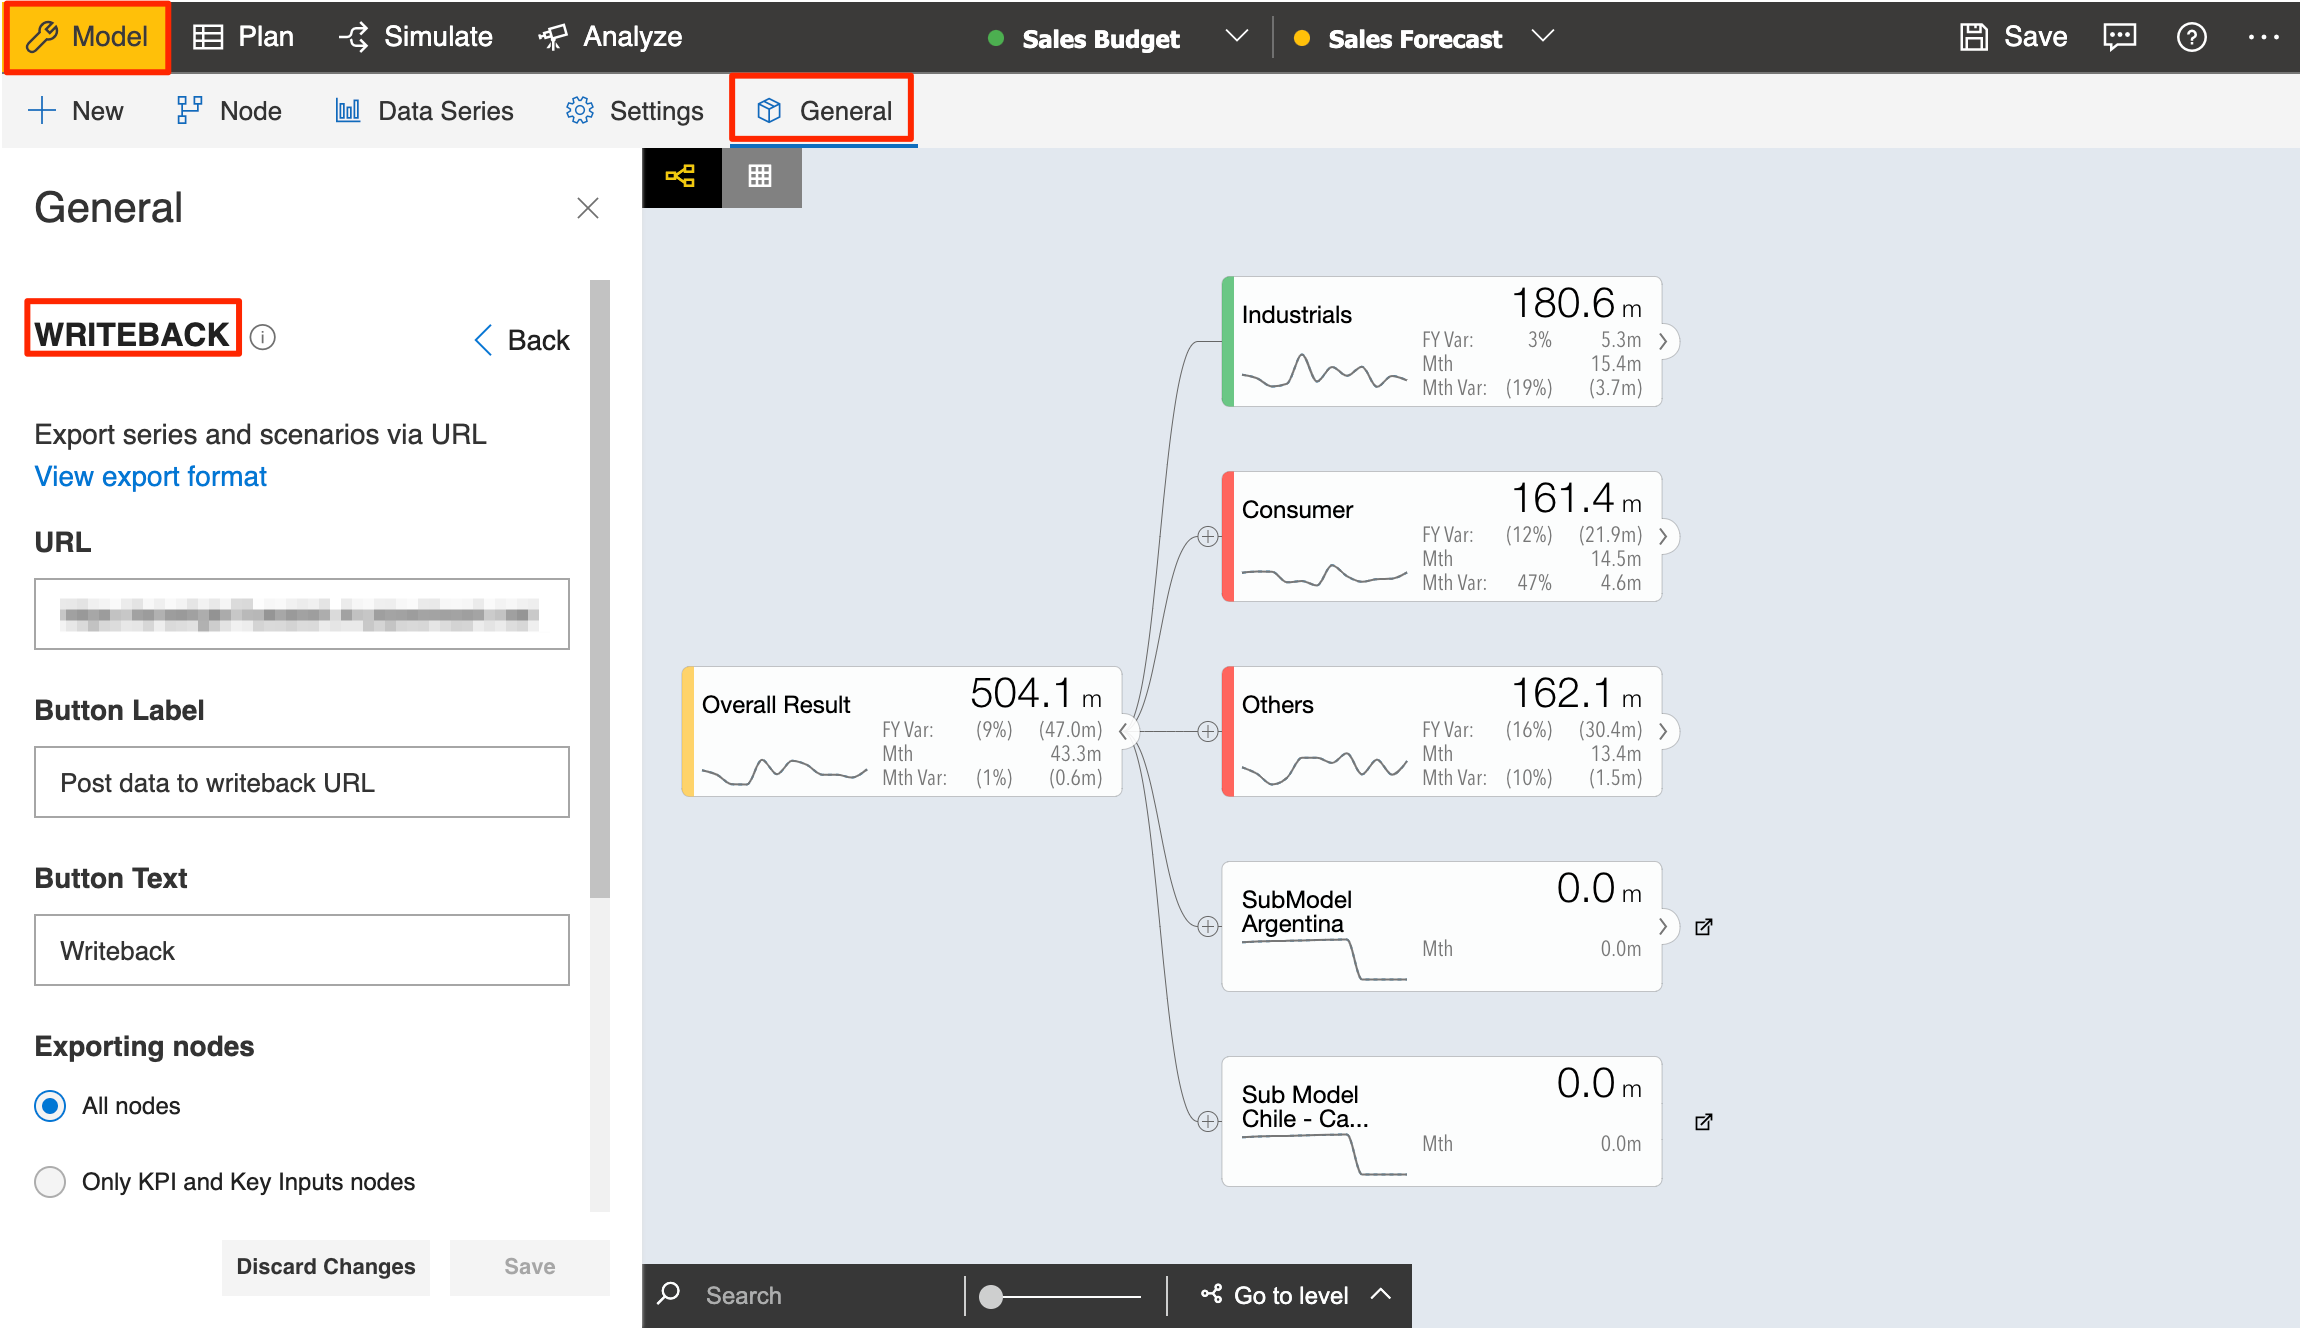 Model
Plan
Simulate
Analyze
Sales Budget
Sales Forecast
Save
New
Node
Data Series
Settings
General
General
WRITEBACK
Back
Export series and scenarios via URL
View export format
URL
Button Label
Post data to writeback URL
Button Text
Writeback
Exporting nodes
All nodes
Only KPI and Key Inputs nodes
Discard Changes
Save
Overall Result
504.1 m
FY Var: (9%) (47.0m)
Mth 43.3m
Mth Var: (1%) (0.6m)
Industrials
180.6 m
FY Var: 3% 5.3m
Mth 15.4m
Mth Var: (19%) (3.7m)
Consumer
161.4 m
FY Var: (12%) (21.9m)
Mth 14.5m
Mth Var: 47% 4.6m
Others
162.1 m
FY Var: (16%) (30.4m)
Mth 13.4m
Mth Var: (10%) (1.5m)
SubModel
Argentina
0.0 m
Mth 0.0m
Sub Model
Chile - Ca...
0.0 m
Mth 0.0m
Search
Go to level